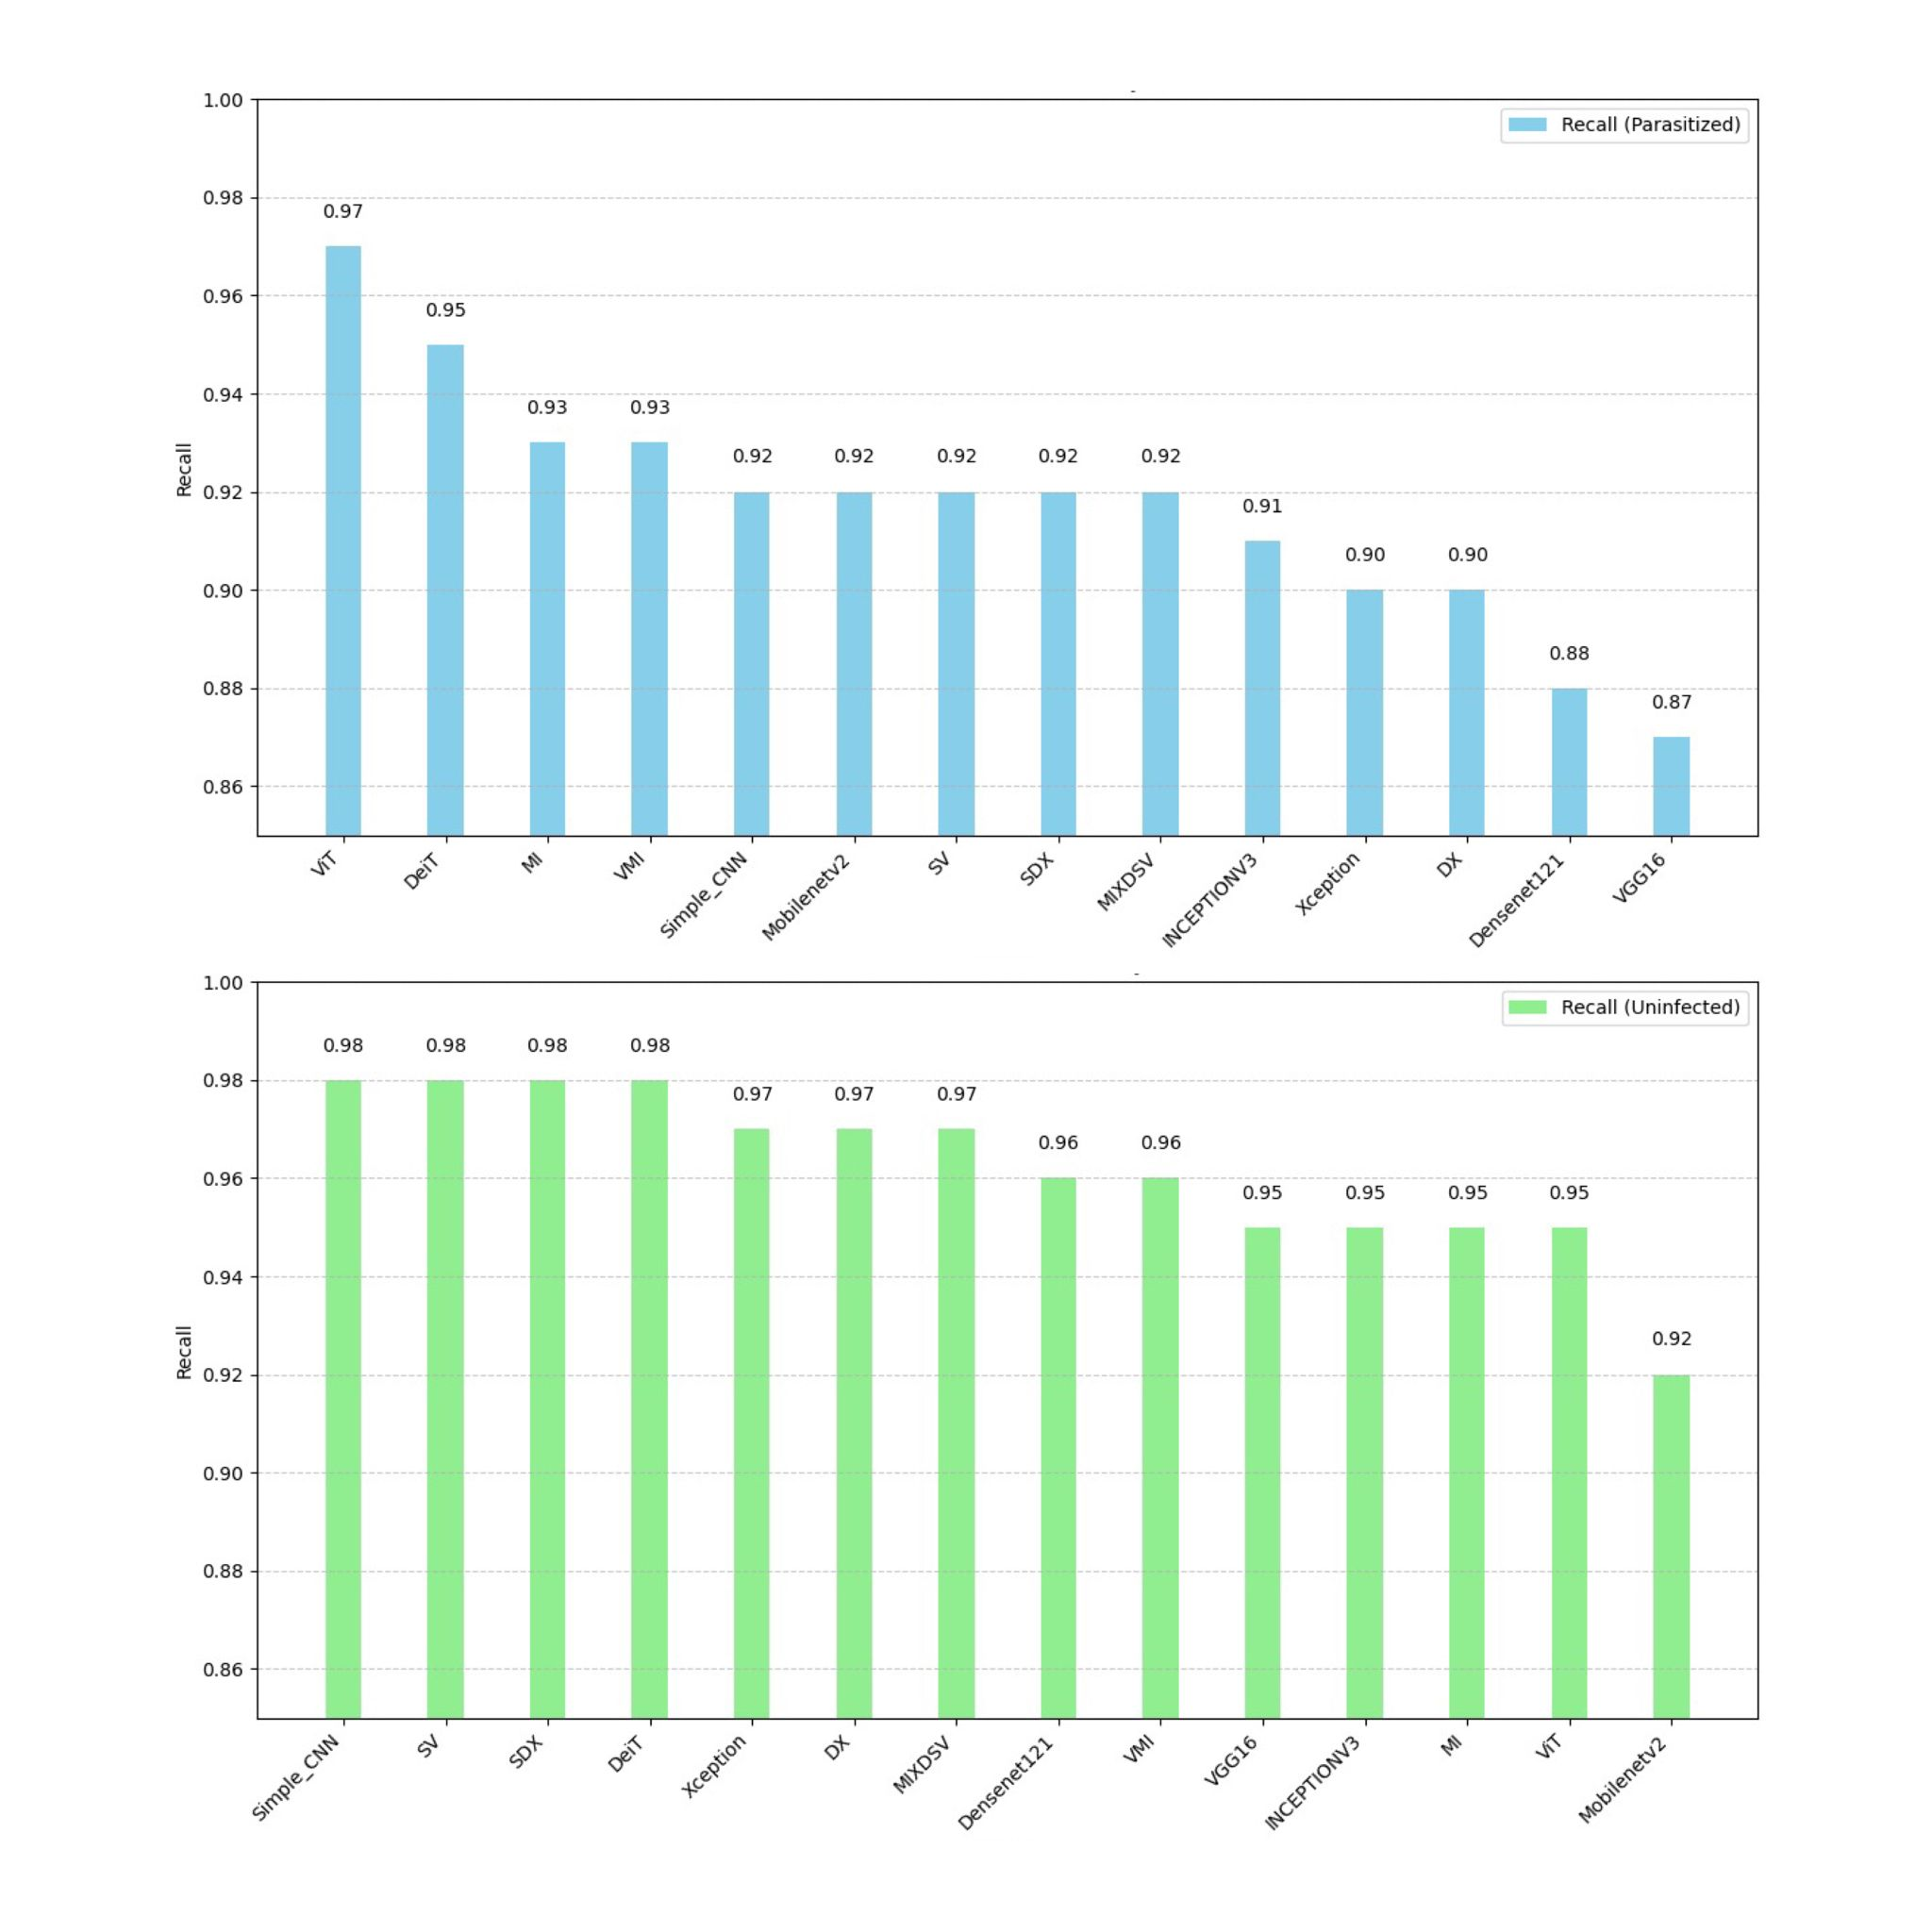 1.00
Recall (Parasitized)
0.98
0.97
0.96
0.95
0.94
0.93
0.93
0.92
0.92
0.92
0.92
0.92
0.92
0.91
0.90
0.90
0.90
0.88
0.88
0.87
0.86
Recall
ViT
DeiT
MI
VMI
Simple_CNN
Mobilenetv2
SV
SDX
MIXDSV
INCEPTIONV3
Xception
DX
Densenet121
VGG16
1.00
Recall (Uninfected)
0.98
0.98
0.98
0.98
0.98
0.97
0.97
0.97
0.96
0.96
0.96
0.95
0.95
0.95
0.95
0.94
0.92
0.92
0.90
0.88
0.86
Recall
Simple_CNN
SV
SDX
DeiT
Xception
DX
MIXDSV
Densenet121
VMI
VGG16
INCEPTIONV3
MI
ViT
Mobilenetv2